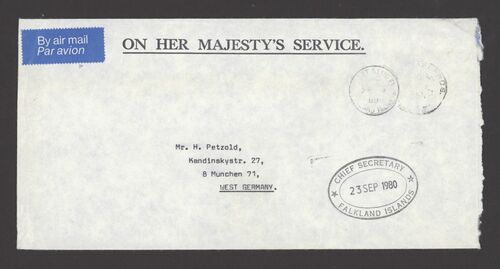 By air mail
Par avion
ON HER MAJESTY'S SERVICE.
Mr. H. Petzold,
Kandinskystr. 27,
8 Munchen 71,
WEST GERMANY.
CHIEF SECRETARY
23 SEP 1980
FALKLAND ISLANDS